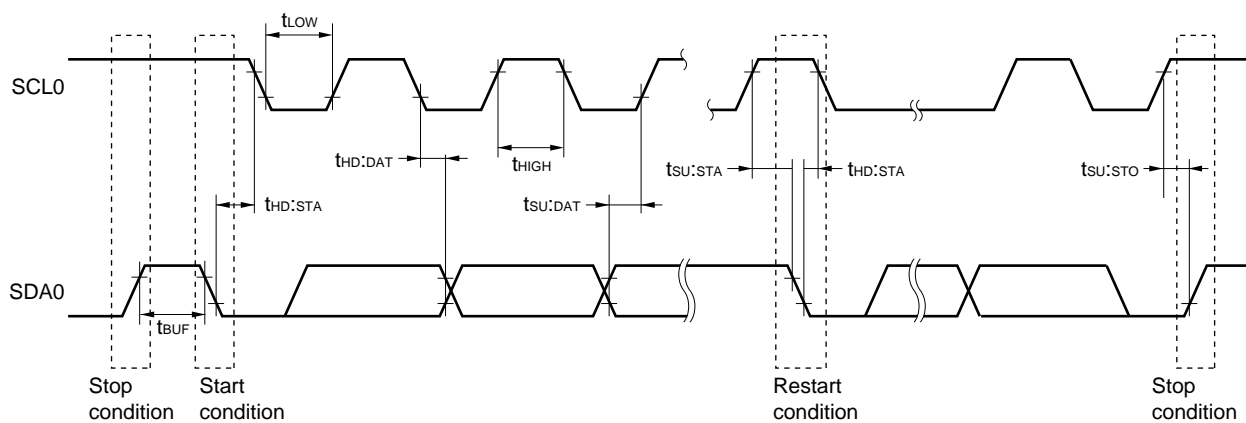 tLOW
SCL0
tHD:DAT
tHIGH
tSU:STA
tHD:STA
tSU:STO
tHD:STA
tSU:DAT
SDA0
tBUF
Stop
condition
Start
condition
Restart
condition
Stop
condition